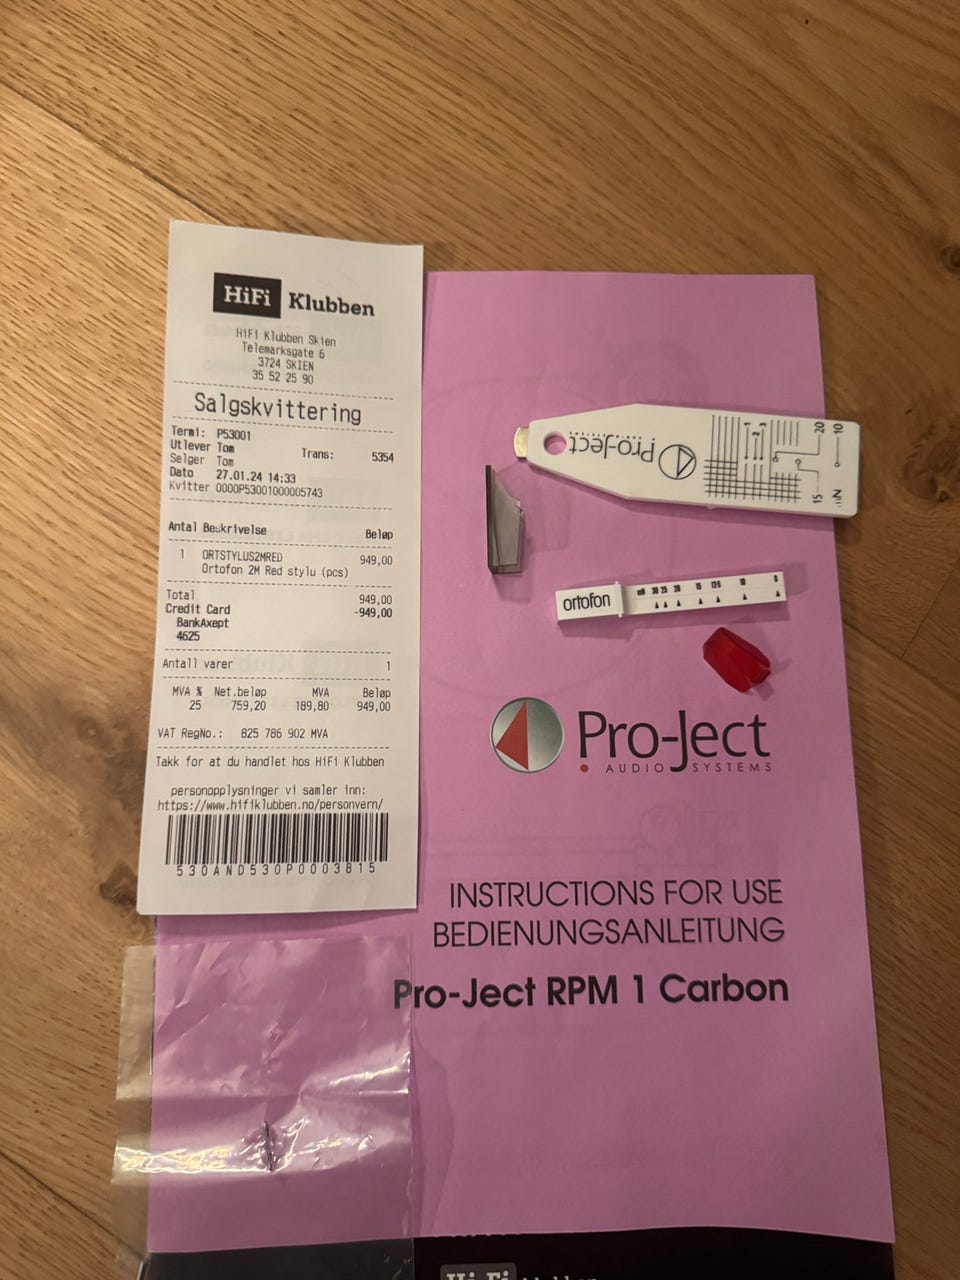 HiFi Klubben
HiFi Klubben Skien
Telemarksgate 6
3724 SKIEN
35 52 25 90
Salgskvittering
Termi: P53001
Utlever Tom
Trans: 5354
Selger Tom
Dato 27.01.24 14:33
Kvitter 0000P53001000005743
Antal Beskrivelse Beløp
1 ORTSTYLUS2MRED 949,00
Ortofon 2M Red stylu (pcs)
Total 949,00
Credit Card -949,00
BankAxept
4625
Antall varer 1
MVA % Net.beløp MVA Beløp
25 759,20 189,80 949,00
VAT RegNo.: 825 786 902 MVA
Takk for at du handlet hos HiFi Klubben
personopplysninger vi samler inn:
https://www.hifiklubben.no/personvern/
530AND530P0003815
Pro-Ject
1 2 3
20 10
15
ortofon
mN 30 25 20 15 12·5 10 8
Pro-Ject
AUDIO SYSTEMS
INSTRUCTIONS FOR USE
BEDIENUNGSANLEITUNG
Pro-Ject RPM 1 Carbon
Hi-Fi